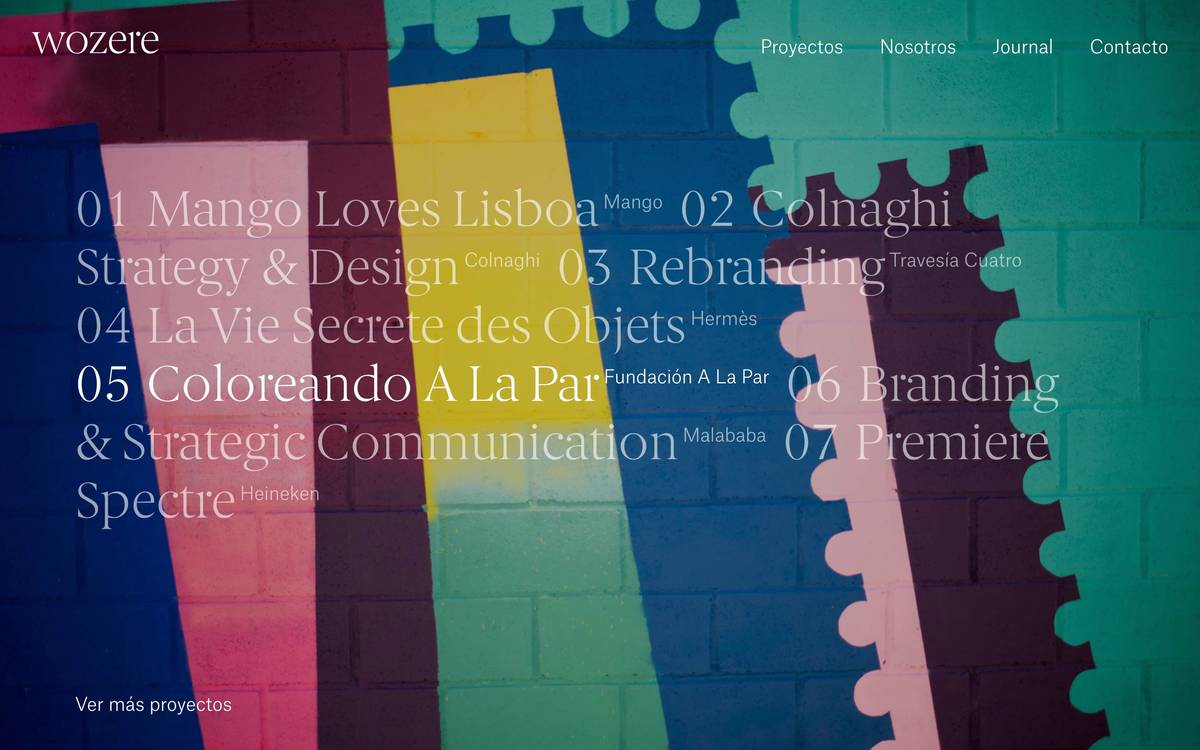 wozere
Proyectos Nosotros Journal Contacto
01 Mango Loves Lisboa Mango 02 Colnaghi
Strategy & Design Colnaghi 03 Rebranding Travesía Cuatro
04 La Vie Secrete des Objets Hermès
05 Coloreando A La Par Fundación A La Par 06 Branding
& Strategic Communication Malababa 07 Premiere
Spectre Heineken
Ver más proyectos